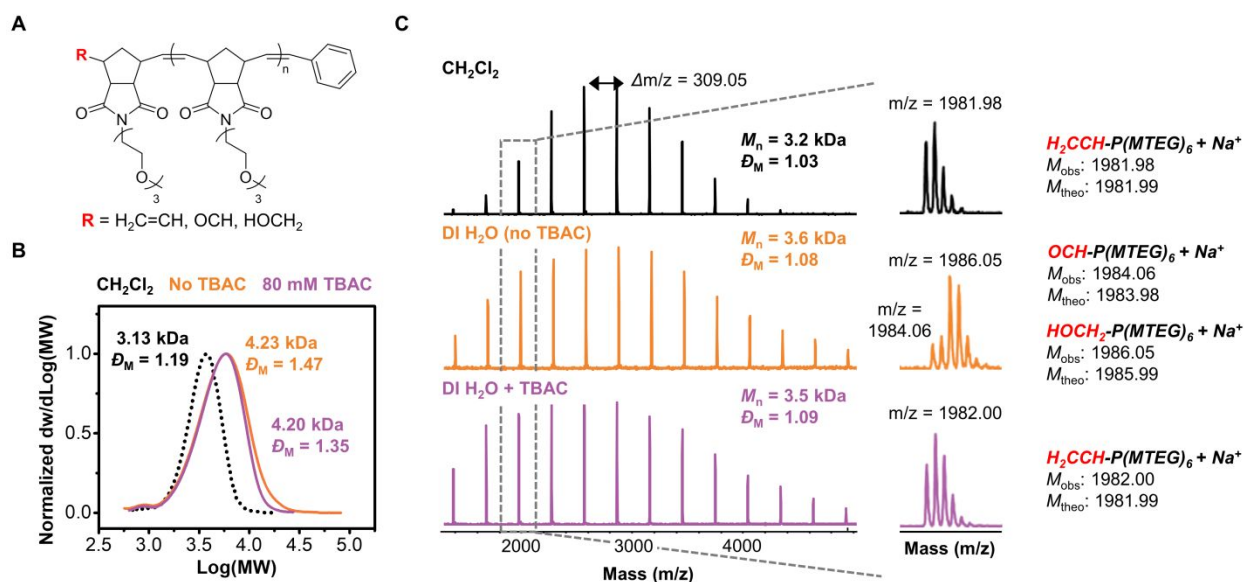 A
R
n
O
N
O
O
N
O
O
3
O
3
R = H₂C=CH, OCH, HOCH₂
B
CH₂Cl₂ No TBAC 80 mM TBAC
3.13 kDa
ĐM = 1.19
4.23 kDa
ĐM = 1.47
4.20 kDa
ĐM = 1.35
Normalized dw/dLog(MW)
1.0
0.5
0.0
2.5 3.0 3.5 4.0 4.5 5.0
Log(MW)
C
CH₂Cl₂
Δm/z = 309.05
Mn = 3.2 kDa
ĐM = 1.03
DI H₂O (no TBAC)
Mn = 3.6 kDa
ĐM = 1.08
DI H₂O + TBAC
Mn = 3.5 kDa
ĐM = 1.09
2000 3000 4000
Mass (m/z)
m/z = 1981.98
m/z = 1986.05
m/z =
1984.06
m/z = 1982.00
Mass (m/z)
H₂CCH-P(MTEG)₆ + Na⁺
Mobs: 1981.98
Mtheo: 1981.99
OCH-P(MTEG)₆ + Na⁺
Mobs: 1984.06
Mtheo: 1983.98
HOCH₂-P(MTEG)₆ + Na⁺
Mobs: 1986.05
Mtheo: 1985.99
H₂CCH-P(MTEG)₆ + Na⁺
Mobs: 1982.00
Mtheo: 1981.99